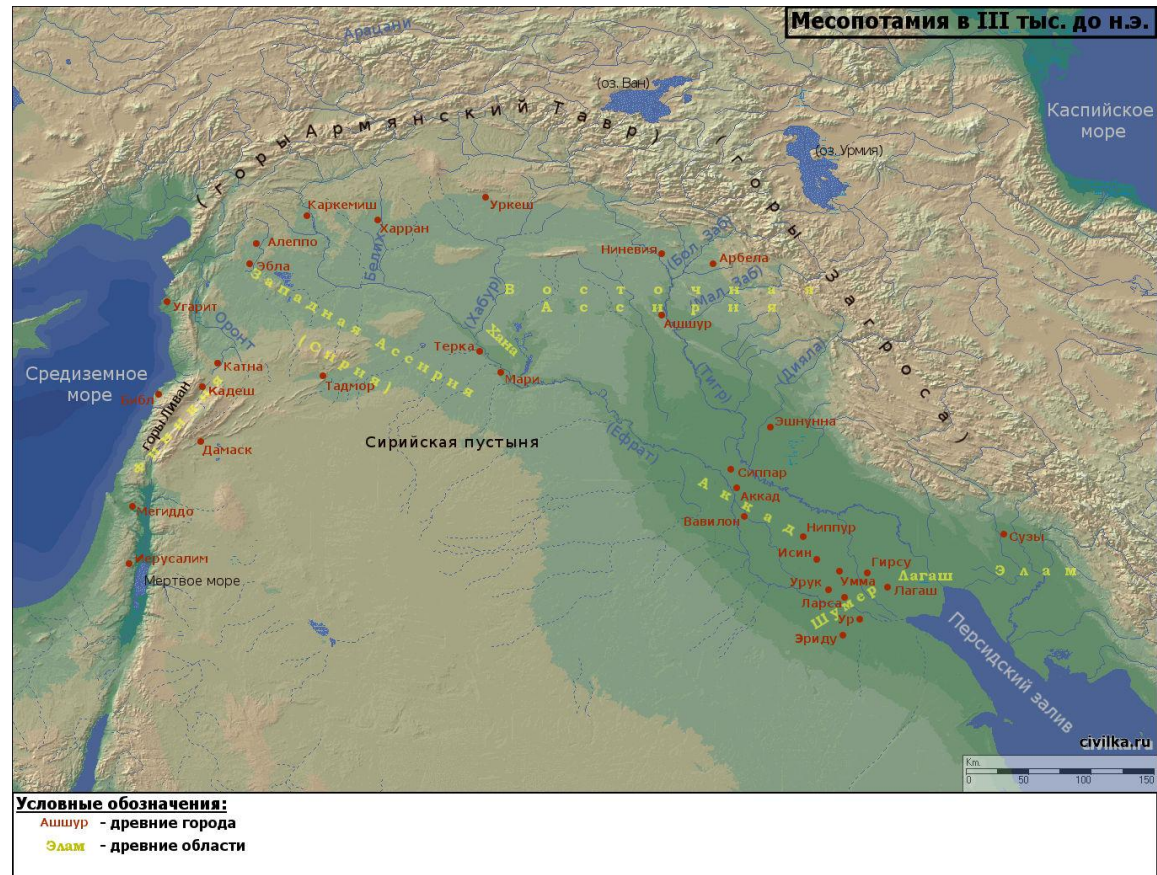 Месопотамия в III тыс. до н.э.
Арацани
(оз. Ван)
Каспийское
море
(горы Армянский Тавр)
(оз. Урмия)
(горы Загроса)
Каркемиш
Уркеш
Харран
Алеппо
Белих
Эбла
Ниневия
(Бол. Заб)
Арбела
(Мал. Заб)
Западная Ассирия
(Сирия)
(Хабур)
Восточная
Ассирия
Угарит
Оронт
Ашшур
Хана
Терка
Мари
(Тигр)
(Дияла)
Катна
Средиземное
море
Кадеш
Тадмор
Библ
горы Ливан
Дамаск
Сирийская пустыня
(Ефрат)
Эшнунна
Сиппар
Аккад
Аккад
Вавилон
Мегиддо
Ниппур
Сузы
Исин
Гирсу
Иерусалим
Мертвое море
Элам
Лагаш
Урук
Умма
Лагаш
Ларса
Шумер
Ур
Эриду
Персидский залив
civilka.ru
Km.
0 50 100 150
Условные обозначения:
Ашшур - древние города
Элам - древние области